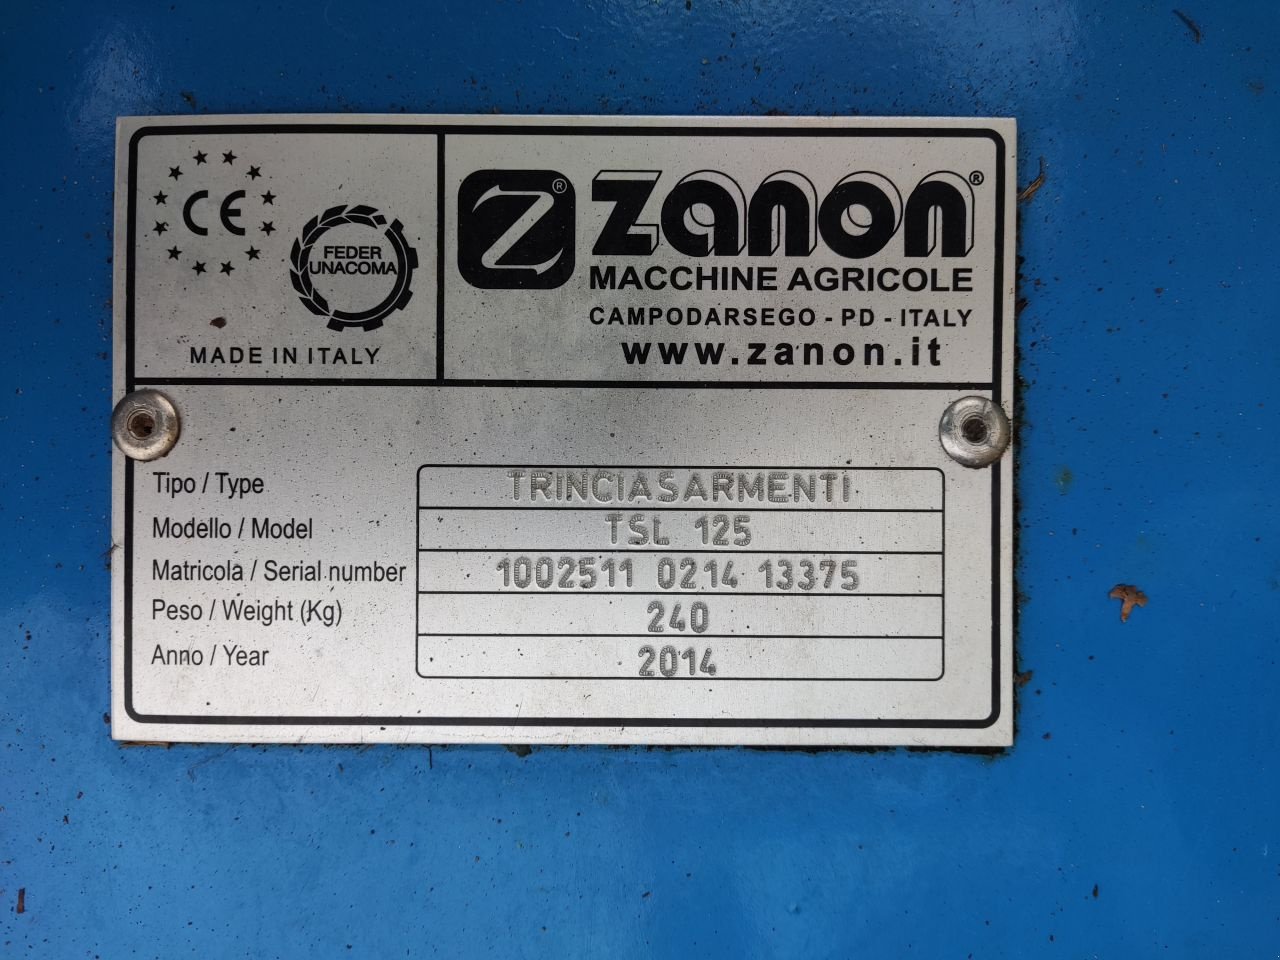 CE
FEDER
UNACOMA
MADE IN ITALY
Z®
zanon®
MACCHINE AGRICOLE
CAMPODARSEGO - PD - ITALY
www.zanon.it
Tipo / Type TRINCIASARMENTI
Modello / Model TSL 125
Matricola / Serial number 1002511 0214 13375
Peso / Weight (Kg) 240
Anno / Year 2014